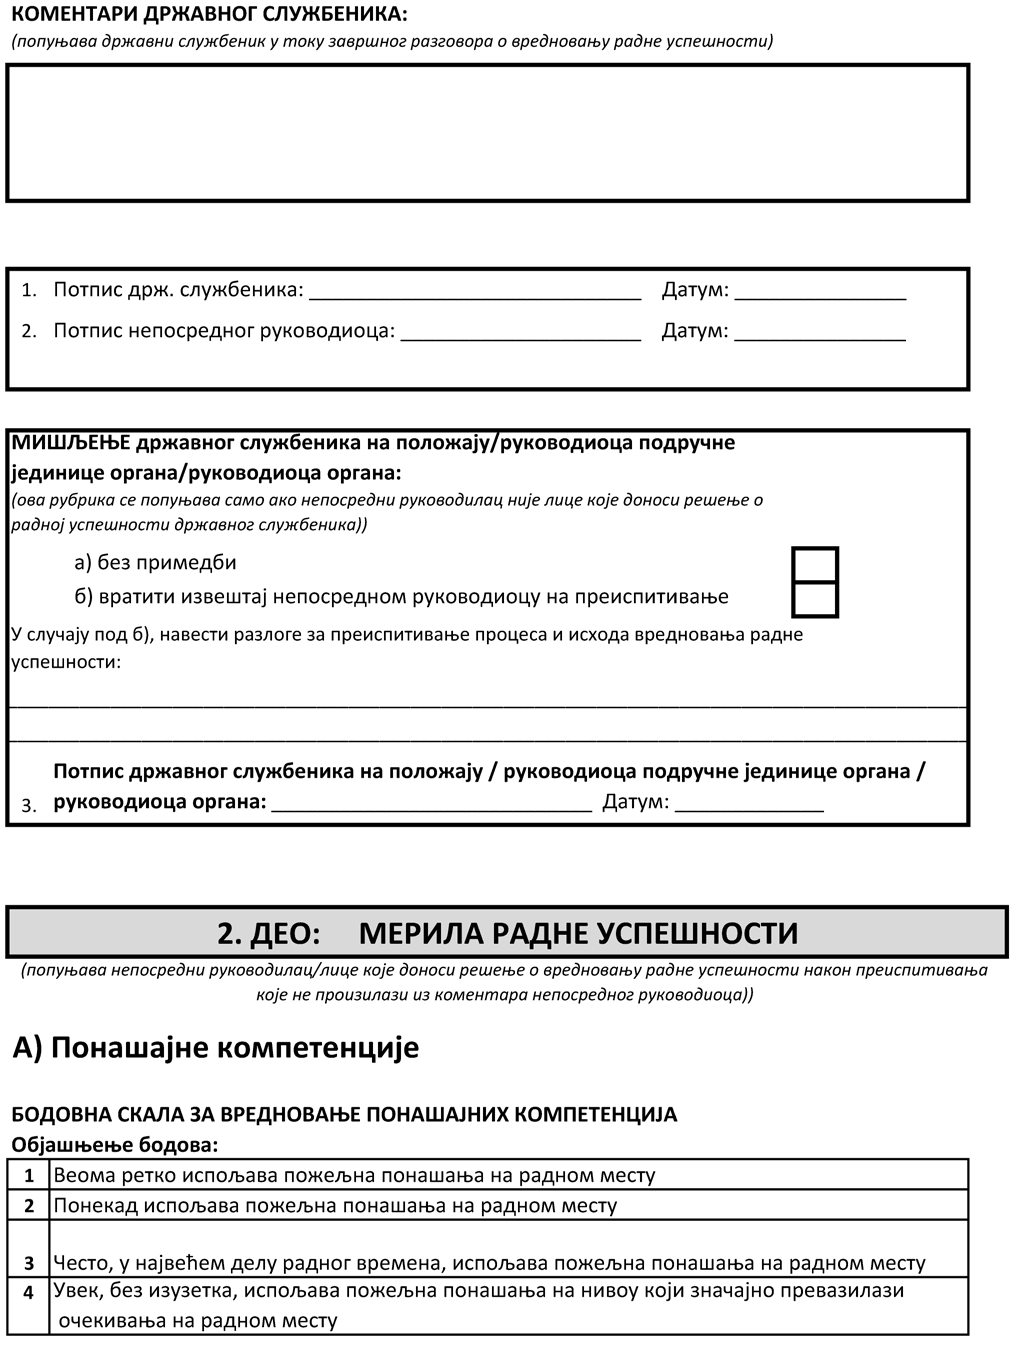 КОМЕНТАРИ ДРЖАВНОГ СЛУЖБЕНИКА:
(попуњава државни службеник у току завршног разговора о вредновању радне успешности)
1. Потпис држ. службеника: _____________________________ Датум: _______________
2. Потпис непосредног руководиоца: _____________________ Датум: _______________
МИШЉЕЊЕ државног службеника на положају/руководиоца подручне
јединице органа/руководиоца органа:
(ова рубрика се попуњава само ако непосредни руководилац није лице које доноси решење о
радној успешности државног службеника))
а) без примедби
б) вратити извештај непосредном руководиоцу на преиспитивање
У случају под б), навести разлоге за преиспитивање процеса и исхода вредновања радне
успешности:
Потпис државног службеника на положају / руководиоца подручне јединице органа /
3. руководиоца органа: ____________________________ Датум: _____________
2. ДЕО: МЕРИЛА РАДНЕ УСПЕШНОСТИ
(попуњава непосредни руководилац/лице које доноси решење о вредновању радне успешности након преиспитивања
које не произилази из коментара непосредног руководиоца))
А) Понашајне компетенције
БОДОВНА СКАЛА ЗА ВРЕДНОВАЊЕ ПОНАШАЈНИХ КОМПЕТЕНЦИЈА
Објашњење бодова:
1 Веома ретко испољава пожељна понашања на радном месту
2 Понекад испољава пожељна понашања на радном месту
3 Често, у највећем делу радног времена, испољава пожељна понашања на радном месту
4 Увек, без изузетка, испољава пожељна понашања на нивоу који значајно превазилази
очекивања на радном месту